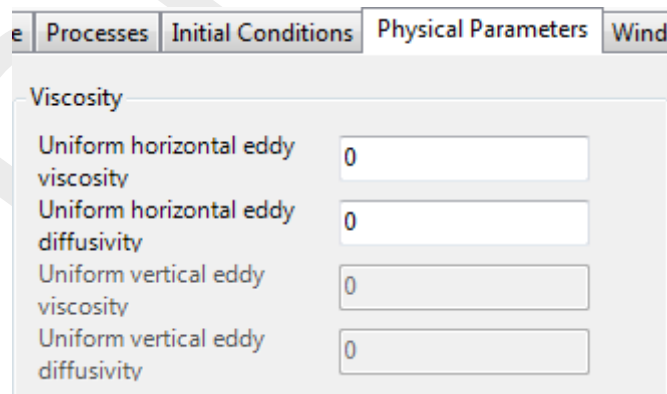 e Processes Initial Conditions Physical Parameters Wind
Viscosity
Uniform horizontal eddy
viscosity
0
Uniform horizontal eddy
diffusivity
0
Uniform vertical eddy
viscosity
0
Uniform vertical eddy
diffusivity
0